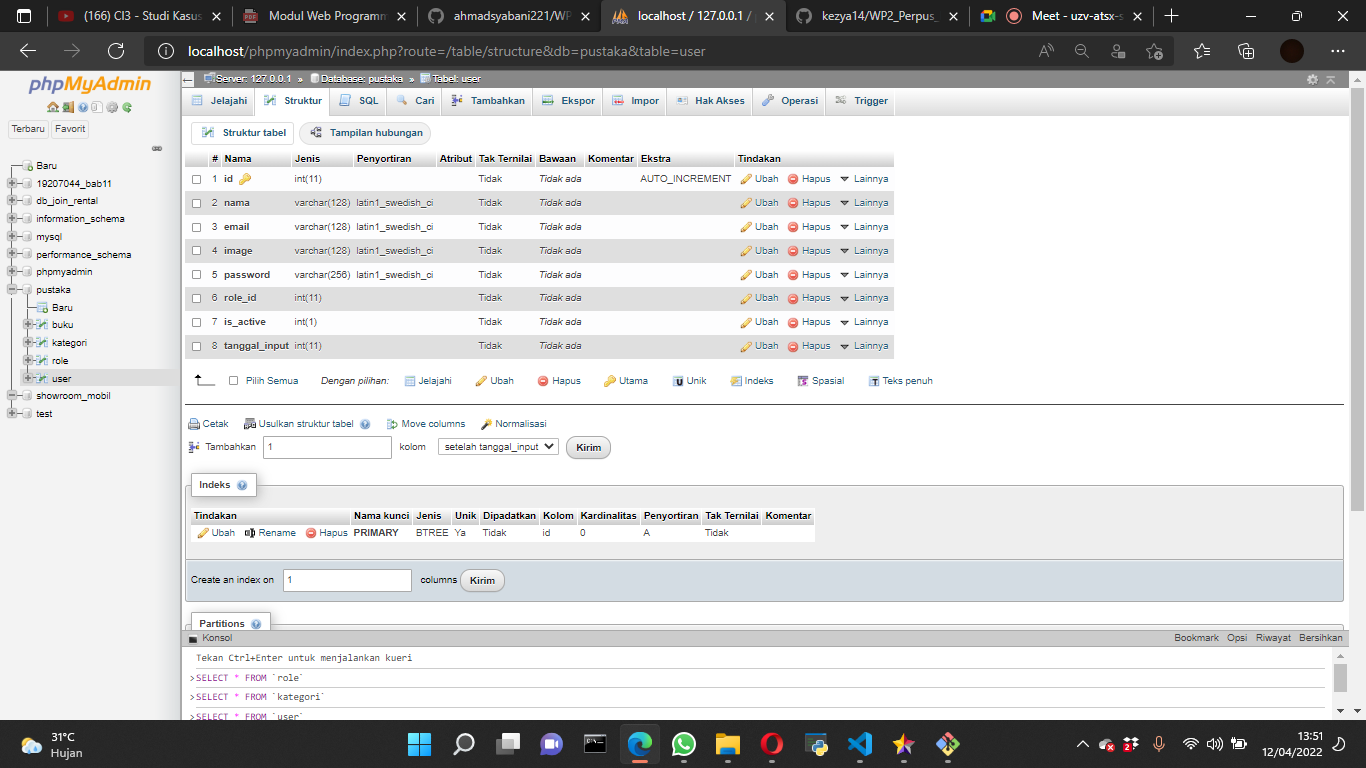 (166) CI3 - Studi Kasus
Modul Web Programm
ahmadsyabani221/WP
localhost / 127.0.0.1 /
kezya14/WP2_Perpus_
Meet - uzv-atsx-s
localhost/phpmyadmin/index.php?route=/table/structure&db=pustaka&table=user
phpMyAdmin
Terbaru Favorit
Baru
19207044_bab11
db_join_rental
information_schema
mysql
performance_schema
phpmyadmin
pustaka
Baru
buku
kategori
role
user
showroom_mobil
test
Server: 127.0.0.1 » Database: pustaka » Tabel: user
Jelajahi Struktur SQL Cari Tambahkan Ekspor Impor Hak Akses Operasi Trigger
Struktur tabel Tampilan hubungan
# Nama Jenis Penyortiran Atribut Tak Ternilai Bawaan Komentar Ekstra Tindakan
1 id int(11) Tidak Tidak ada AUTO_INCREMENT Ubah Hapus Lainnya
2 nama varchar(128) latin1_swedish_ci Tidak Tidak ada Ubah Hapus Lainnya
3 email varchar(128) latin1_swedish_ci Tidak Tidak ada Ubah Hapus Lainnya
4 image varchar(128) latin1_swedish_ci Tidak Tidak ada Ubah Hapus Lainnya
5 password varchar(256) latin1_swedish_ci Tidak Tidak ada Ubah Hapus Lainnya
6 role_id int(11) Tidak Tidak ada Ubah Hapus Lainnya
7 is_active int(1) Tidak Tidak ada Ubah Hapus Lainnya
8 tanggal_input int(11) Tidak Tidak ada Ubah Hapus Lainnya
Pilih Semua Dengan pilihan: Jelajahi Ubah Hapus Utama Unik Indeks Spasial Teks penuh
Cetak Usulkan struktur tabel Move columns Normalisasi
Tambahkan 1 kolom setelah tanggal_input Kirim
Indeks
Tindakan Nama kunci Jenis Unik Dipadatkan Kolom Kardinalitas Penyortiran Tak Ternilai Komentar
Ubah Rename Hapus PRIMARY BTREE Ya Tidak id 0 A Tidak
Create an index on 1 columns Kirim
Partitions
Konsol Bookmark Opsi Riwayat Bersihkan
Tekan Ctrl+Enter untuk menjalankan kueri
>SELECT * FROM `role`
>SELECT * FROM `kategori`
>SELECT * FROM `user`
31°C
Hujan
2
13:51
12/04/2022